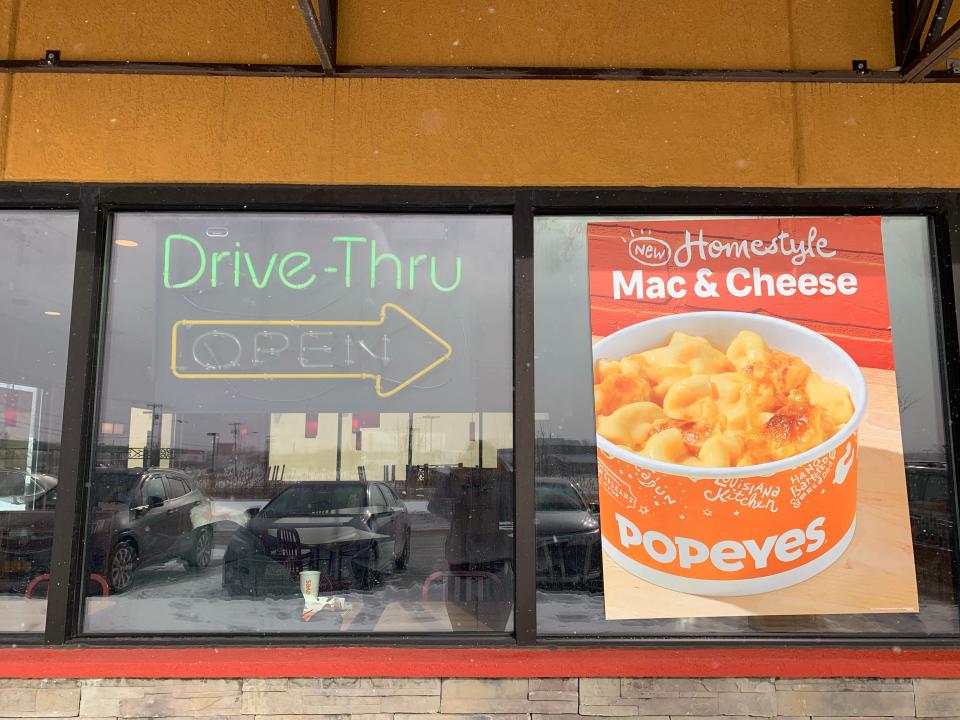 Drive-Thru
OPEN
NEW Homestyle
Mac & Cheese
Louisiana
Kitchen
POPEYES